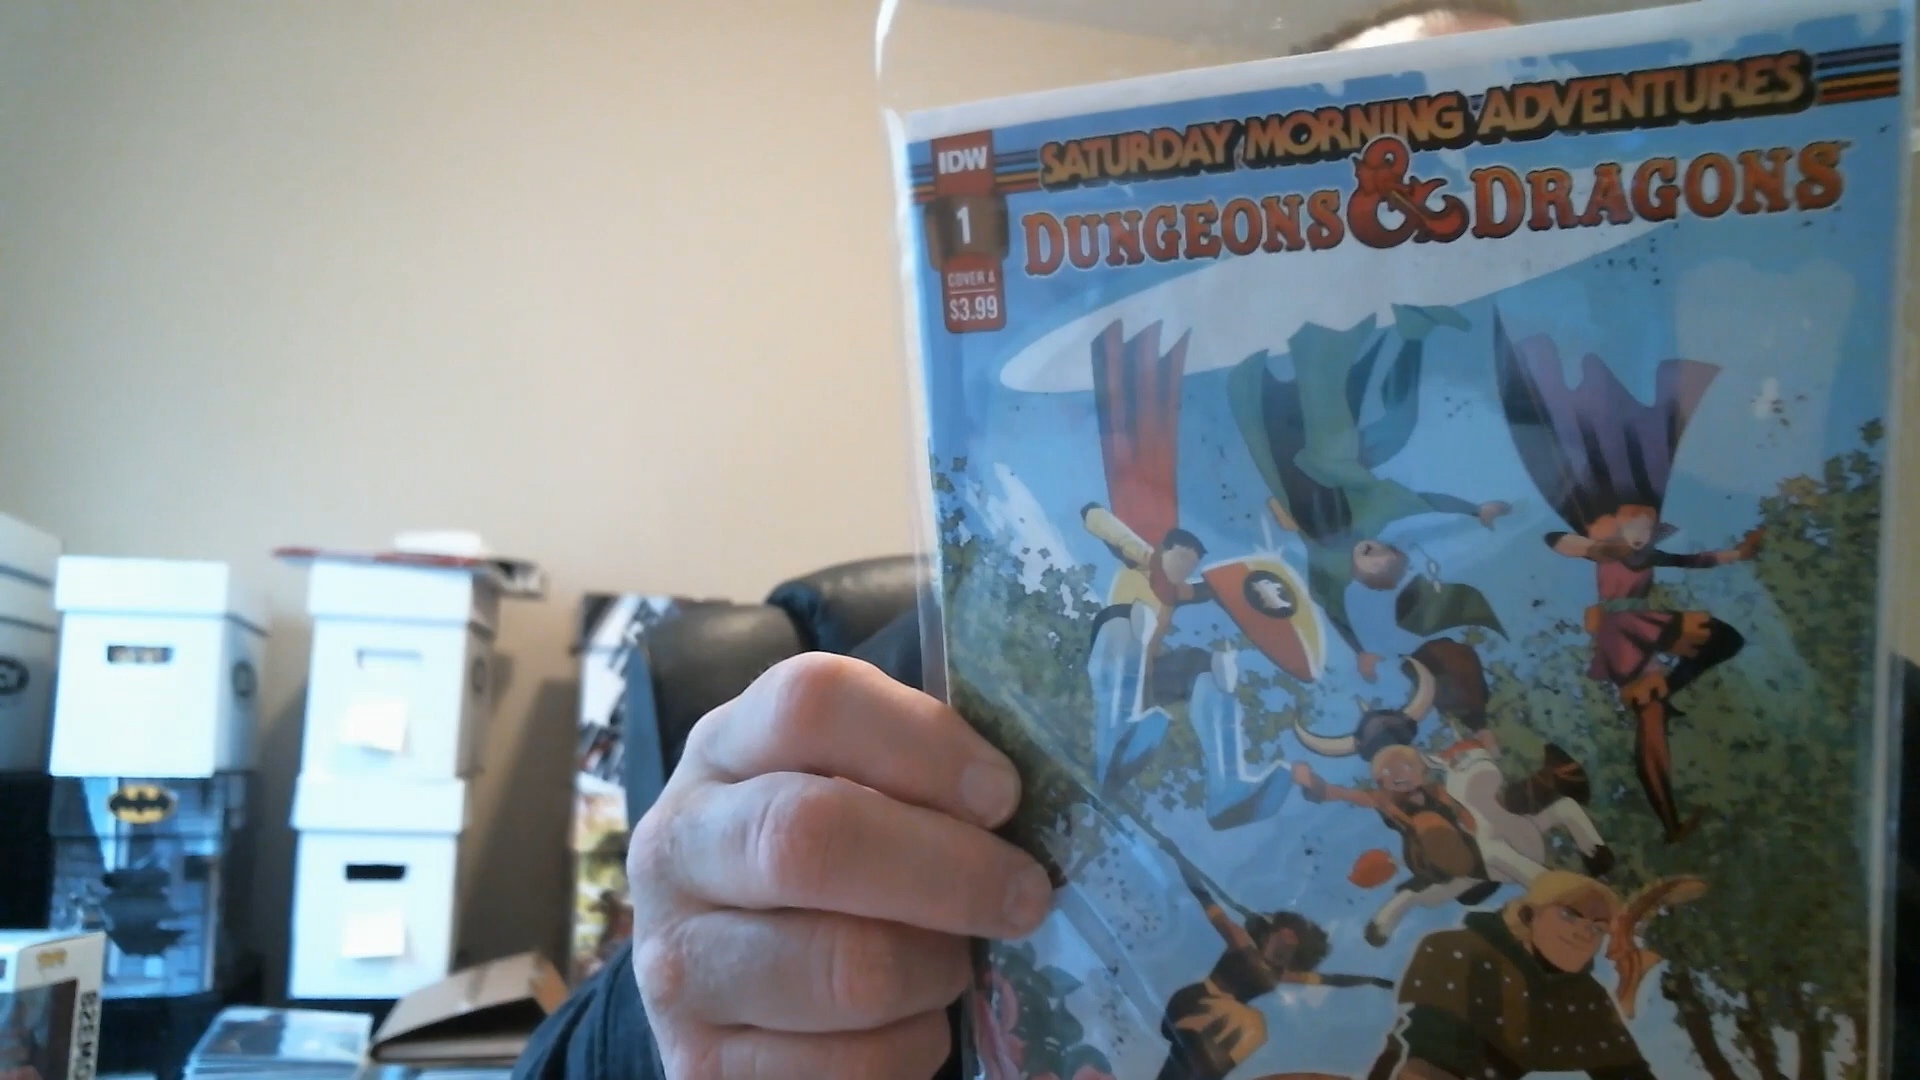 SATURDAY MORNING ADVENTURES
IDW
DUNGEONS & DRAGONS
1
COVER A
$3.99